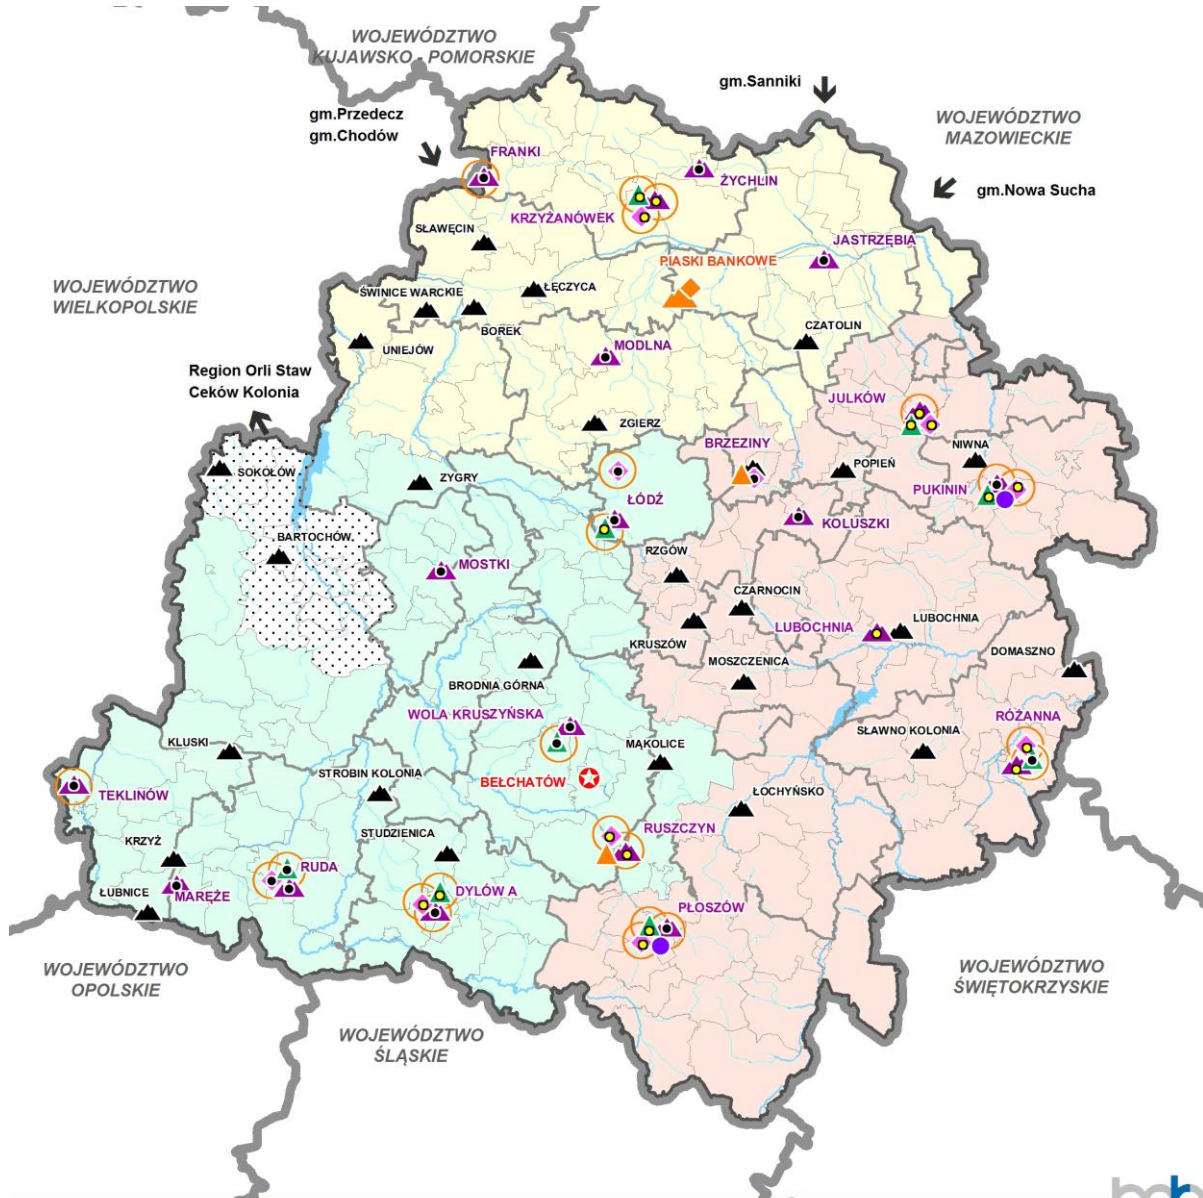 WOJEWÓDZTWO
KUJAWSKO - POMORSKIE
gm.Sanniki
gm.Przedecz
gm.Chodów
WOJEWÓDZTWO
MAZOWIECKIE
FRANKI
ŻYCHLIN
gm.Nowa Sucha
KRZYŻANÓWEK
SŁAWĘCIN
JASTRZĘBIA
PIASKI BANKOWE
WOJEWÓDZTWO
WIELKOPOLSKIE
ŚWINICE WARCKIE
ŁĘCZYCA
BOREK
CZATOLIN
UNIEJÓW
MODLNA
Region Orli Staw
Ceków Kolonia
JULKÓW
ZGIERZ
BRZEZINY
NIWNA
SOKOŁÓW
POPIEŃ
ZYGRY
PUKININ
ŁÓDŹ
KOLUSZKI
BARTOCHÓW
RZGÓW
MOSTKI
CZARNOCIN
LUBOCHNIA
LUBOCHNIA
KRUSZÓW
DOMASZNO
MOSZCZENICA
BRODNIA GÓRNA
WOLA KRUSZYŃSKA
RÓŻANNA
SŁAWNO KOLONIA
KLUSKI
MĄKOLICE
STROBIN KOLONIA
BEŁCHATÓW
TEKLINÓW
ŁOCHYŃSKO
RUSZCZYN
STUDZIENICA
KRZYŻ
RUDA
ŁUBNICE
MARĘŻE
DYLÓW A
PŁOSZÓW
WOJEWÓDZTWO
OPOLSKIE
WOJEWÓDZTWO
ŚWIĘTOKRZYSKIE
WOJEWÓDZTWO
ŚLĄSKIE